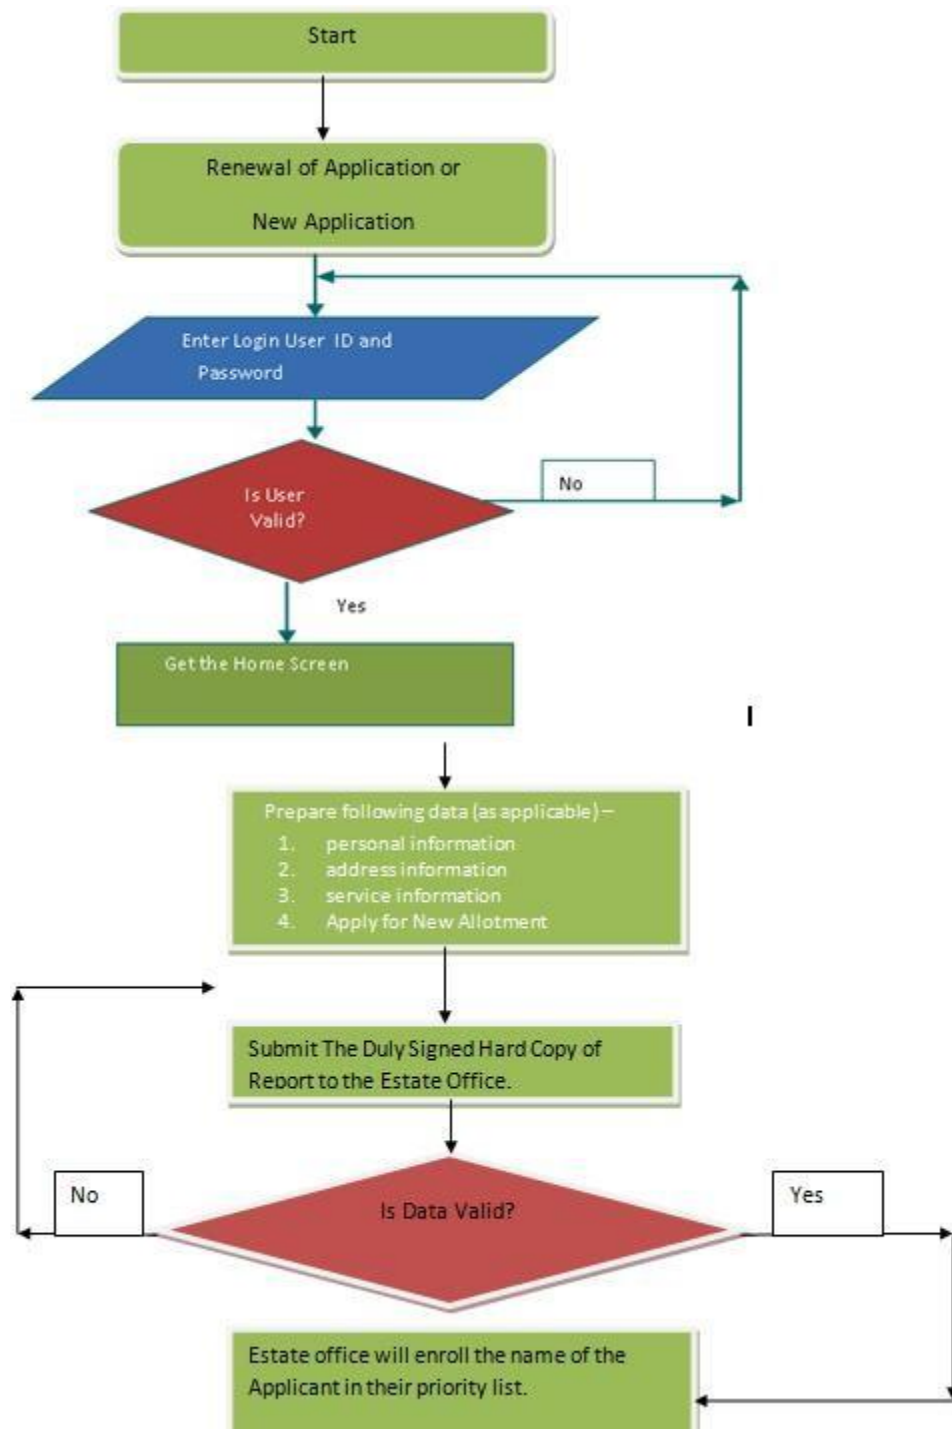 Start
Renewal of Application or
New Application
Enter Login User ID and
Password
Is User
Valid?
No
Yes
Get the Home Screen
I
Prepare following data (as applicable) –
1. personal information
2. address information
3. service information
4. Apply for New Allotment
Submit The Duly Signed Hard Copy of
Report to the Estate Office.
No
Is Data Valid?
Yes
Estate office will enroll the name of the
Applicant in their priority list.